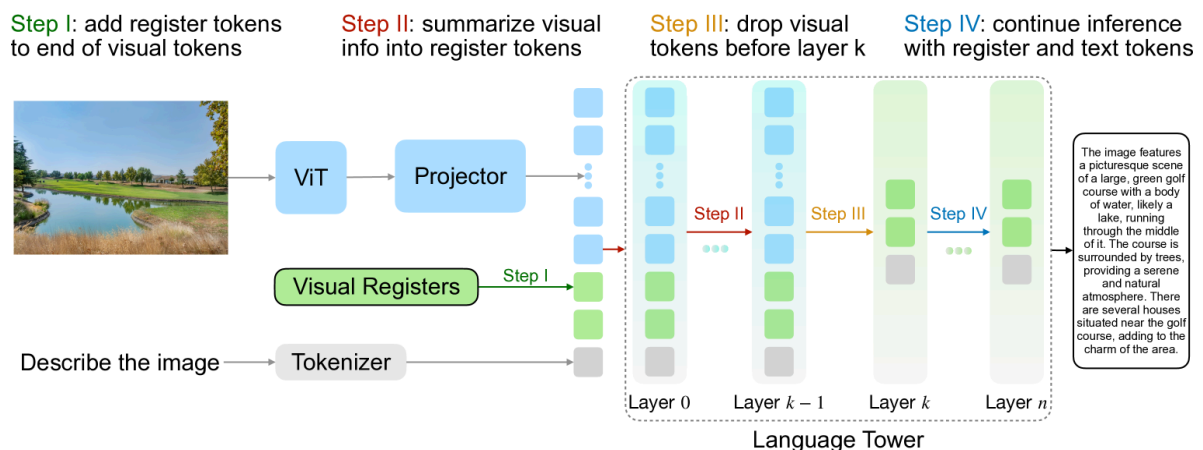 Step I: add register tokens
to end of visual tokens
Step II: summarize visual
info into register tokens
Step III: drop visual
tokens before layer k
Step IV: continue inference
with register and text tokens
ViT
Projector
Visual Registers
Step I
Describe the image
Tokenizer
Step II
Step III
Step IV
Layer 0
Layer k − 1
Layer k
Layer n
Language Tower
The image features
a picturesque scene
of a large, green golf
course with a body
of water, likely a
lake, running
through the middle
of it. The course is
surrounded by trees,
providing a serene
and natural
atmosphere. There
are several houses
situated near the golf
course, adding to the
charm of the area.